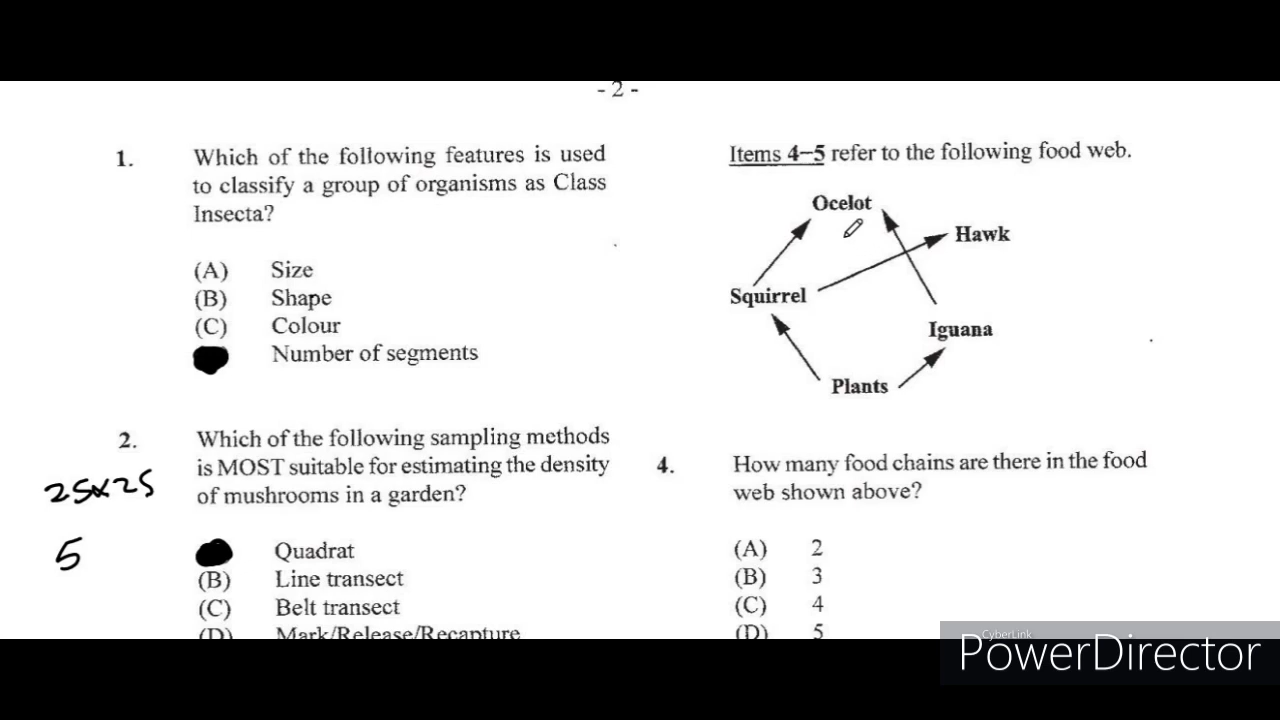 - 2 -
1. Which of the following features is used
to classify a group of organisms as Class
Insecta?
(A) Size
(B) Shape
(C) Colour
Number of segments
2. Which of the following sampling methods
is MOST suitable for estimating the density
of mushrooms in a garden?
25x25
5
Quadrat
(B) Line transect
(C) Belt transect
(D) Mark/Release/Recapture
Items 4–5 refer to the following food web.
Ocelot
Hawk
Squirrel
Iguana
Plants
4. How many food chains are there in the food
web shown above?
(A) 2
(B) 3
(C) 4
(D) 5
CyberLink
PowerDirector